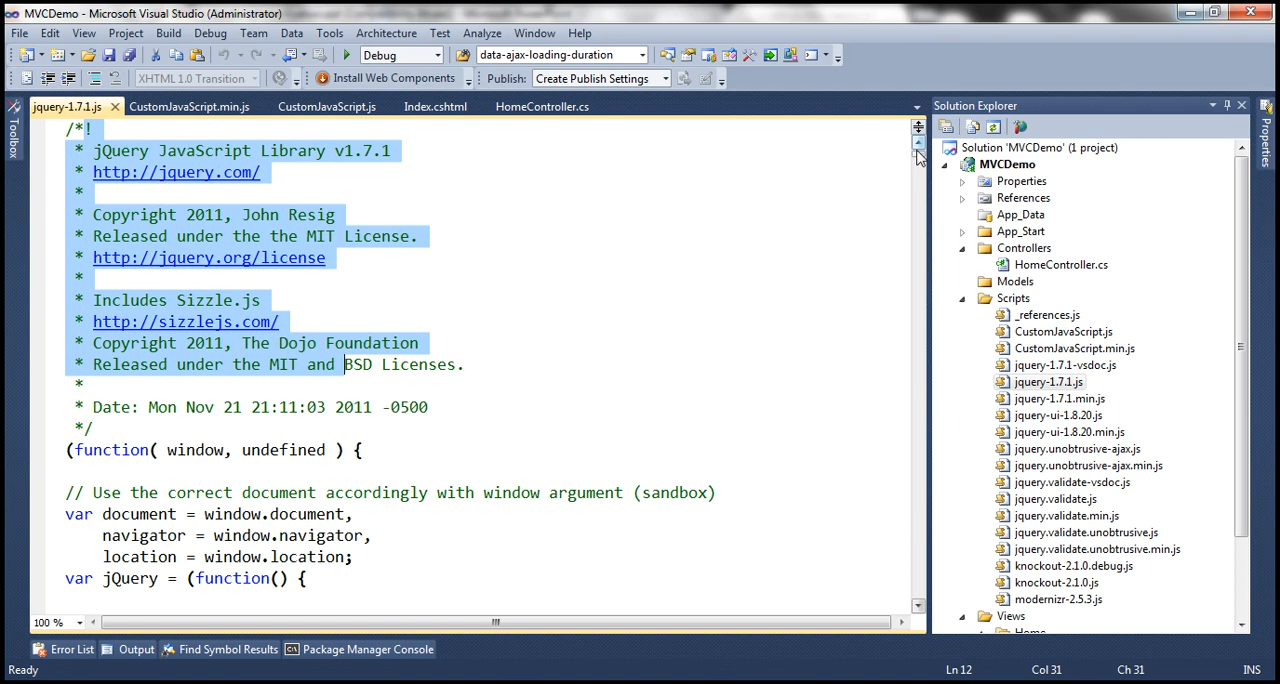 MVCDemo - Microsoft Visual Studio (Administrator)
File Edit View Project Build Debug Team Data Tools Architecture Test Analyze Window Help
Debug data-ajax-loading-duration
XHTML 1.0 Transition Install Web Components Publish: Create Publish Settings
jquery-1.7.1.js CustomJavaScript.min.js CustomJavaScript.js Index.cshtml HomeController.cs
Toolbox
/*!
* jQuery JavaScript Library v1.7.1
* http://jquery.com/
*
* Copyright 2011, John Resig
* Released under the the MIT License.
* http://jquery.org/license
*
* Includes Sizzle.js
* http://sizzlejs.com/
* Copyright 2011, The Dojo Foundation
* Released under the MIT and BSD Licenses.
*
* Date: Mon Nov 21 21:11:03 2011 -0500
*/
(function( window, undefined ) {
// Use the correct document accordingly with window argument (sandbox)
var document = window.document,
navigator = window.navigator,
location = window.location;
var jQuery = (function() {
100 %
Solution Explorer
Solution 'MVCDemo' (1 project)
MVCDemo
Properties
References
App_Data
App_Start
Controllers
HomeController.cs
Models
Scripts
_references.js
CustomJavaScript.js
CustomJavaScript.min.js
jquery-1.7.1-vsdoc.js
jquery-1.7.1.js
jquery-1.7.1.min.js
jquery-ui-1.8.20.js
jquery-ui-1.8.20.min.js
jquery.unobtrusive-ajax.js
jquery.unobtrusive-ajax.min.js
jquery.validate-vsdoc.js
jquery.validate.js
jquery.validate.min.js
jquery.validate.unobtrusive.js
jquery.validate.unobtrusive.min.js
knockout-2.1.0.debug.js
knockout-2.1.0.js
modernizr-2.5.3.js
Views
Home
Properties
Error List Output Find Symbol Results Package Manager Console
Ready Ln 12 Col 31 Ch 31 INS